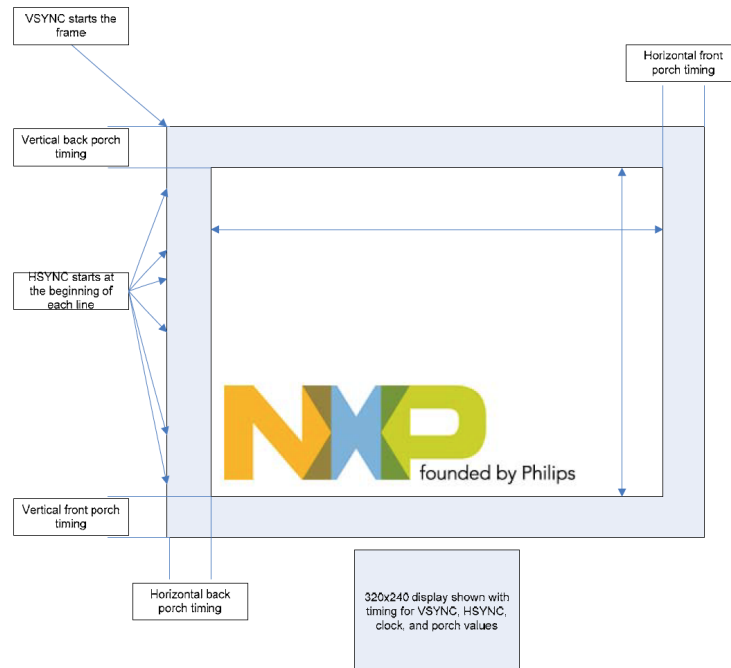 VSYNC starts the
frame
Horizontal front
porch timing
Vertical back porch
timing
HSYNC starts at
the beginning of
each line
NXP
founded by Philips
Vertical front porch
timing
Horizontal back
porch timing
320x240 display shown with
timing for VSYNC, HSYNC,
clock, and porch values